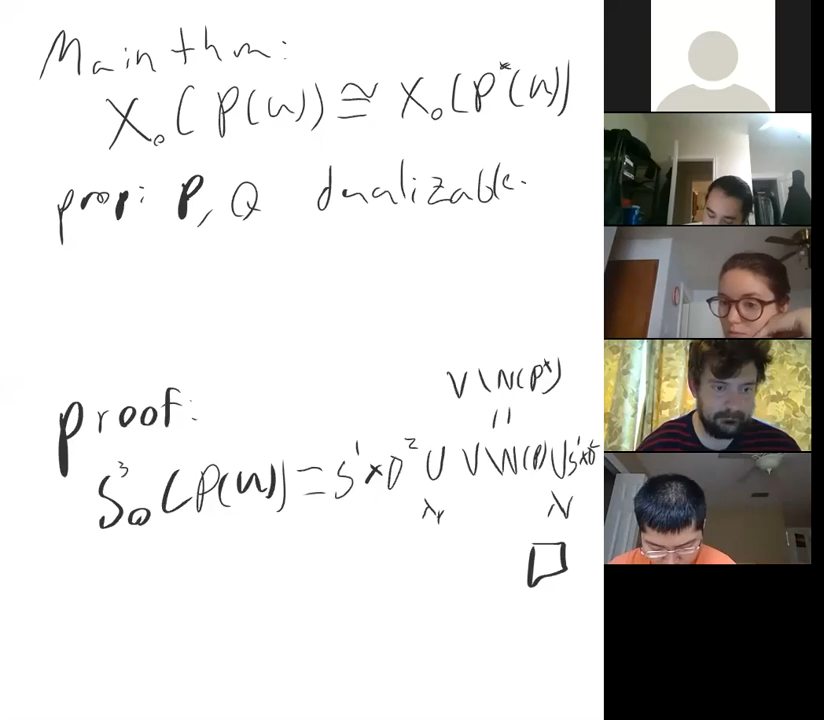 Main thm:
X₀(P(U)) ≅ X₀(P*(U))
prop: P, Q dualizable.
V\N(P*)
proof: =
S³₀(P(U)) = S¹×D² ∪ V\N(P) ∪ S¹×D²
□